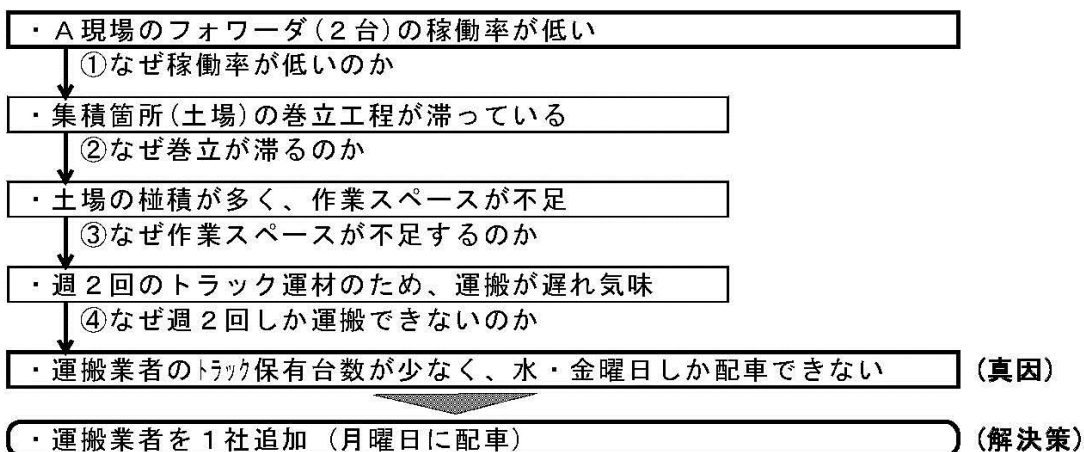 ・A現場のフォワーダ(2台)の稼働率が低い
①なぜ稼働率が低いのか
・集積箇所(土場)の巻立工程が滞っている
②なぜ巻立が滞るのか
・土場の椪積が多く、作業スペースが不足
③なぜ作業スペースが不足するのか
・週2回のトラック運材のため、運搬が遅れ気味
④なぜ週2回しか運搬できないのか
・運搬業者のﾄﾗｯｸ保有台数が少なく、水・金曜日しか配車できない (真因)
・運搬業者を1社追加 (月曜日に配車) (解決策)